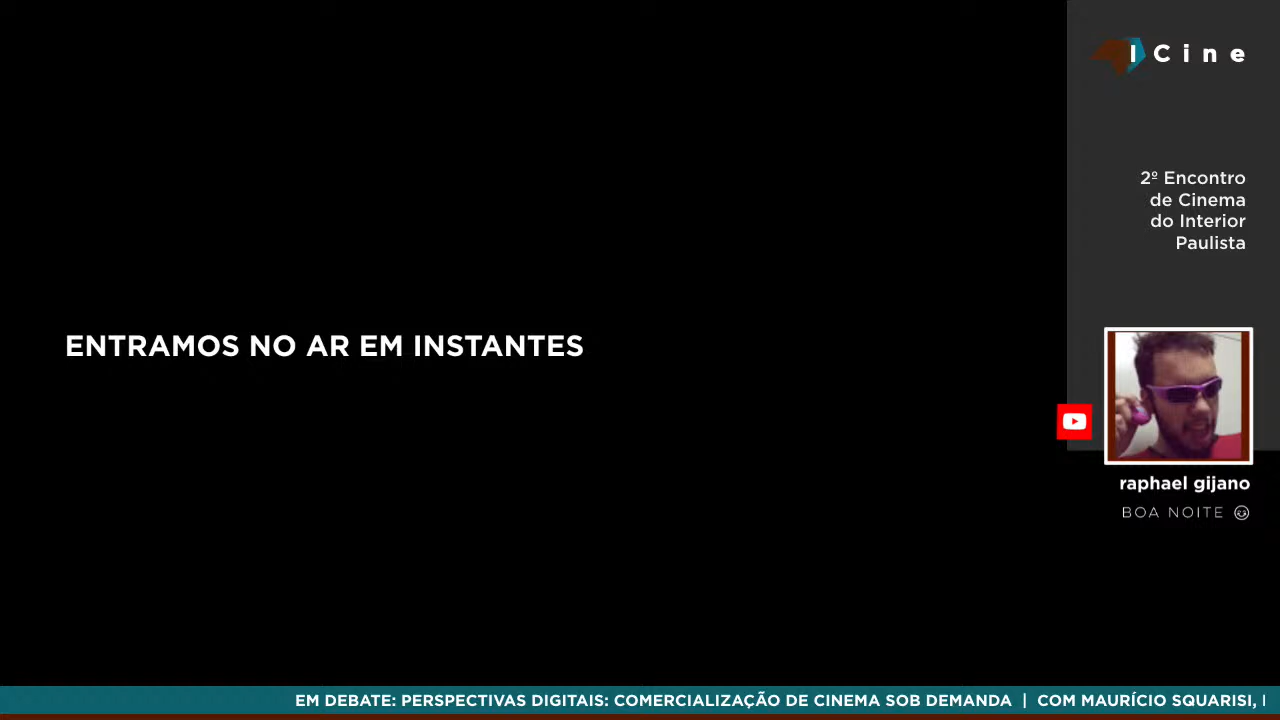 I Cine
2º Encontro
de Cinema
do Interior
Paulista
ENTRAMOS NO AR EM INSTANTES
raphael gijano
BOA NOITE 😊
EM DEBATE: PERSPECTIVAS DIGITAIS: COMERCIALIZAÇÃO DE CINEMA SOB DEMANDA | COM MAURÍCIO SQUARISI,